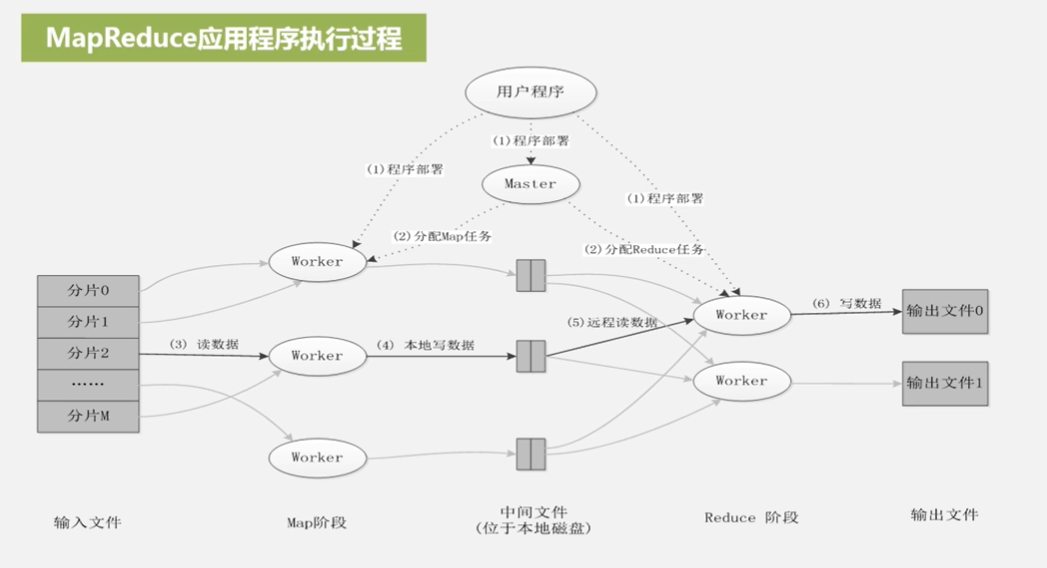 MapReduce应用程序执行过程
用户程序
(1)程序部署
(1)程序部署
Master
(1)程序部署
(2)分配Map任务
(2)分配Reduce任务
Worker
分片0
分片1
分片2
……
分片M
(3) 读数据
Worker
(4) 本地写数据
(5)远程读数据
Worker
(6) 写数据
输出文件0
Worker
输出文件1
Worker
输入文件
Map阶段
中间文件
(位于本地磁盘)
Reduce 阶段
输出文件